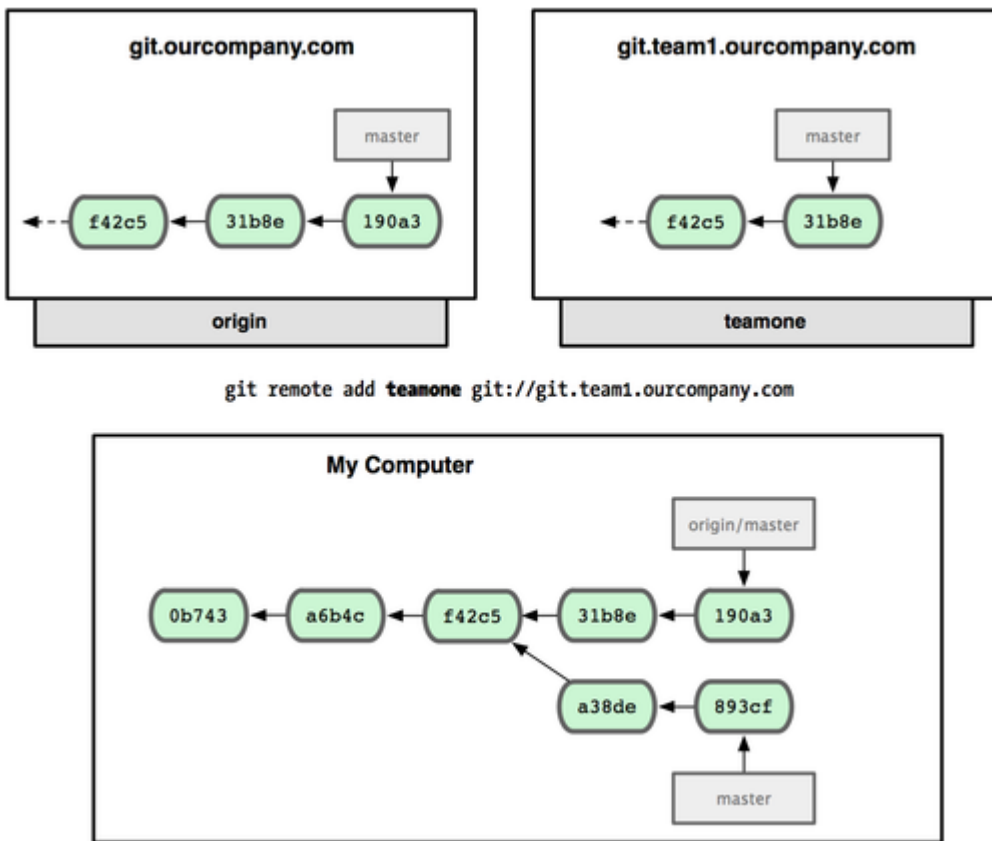 git.ourcompany.com
master
f42c5 31b8e 190a3
origin
git.team1.ourcompany.com
master
f42c5 31b8e
teamone
git remote add teamone git://git.team1.ourcompany.com
My Computer
origin/master
0b743 a6b4c f42c5 31b8e 190a3
a38de 893cf
master